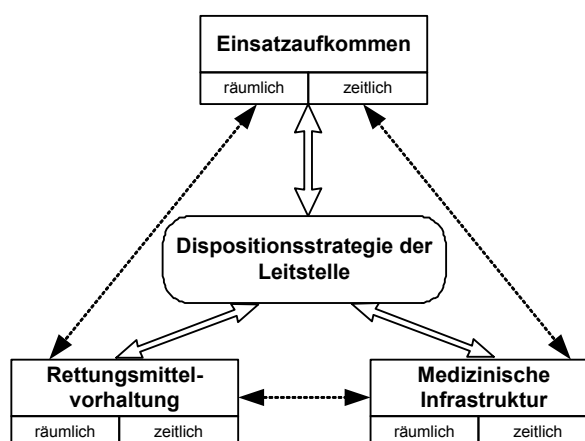 Einsatzaufkommen
räumlich zeitlich
Dispositionsstrategie der
Leitstelle
Rettungsmittel-
vorhaltung
räumlich zeitlich
Medizinische
Infrastruktur
räumlich zeitlich